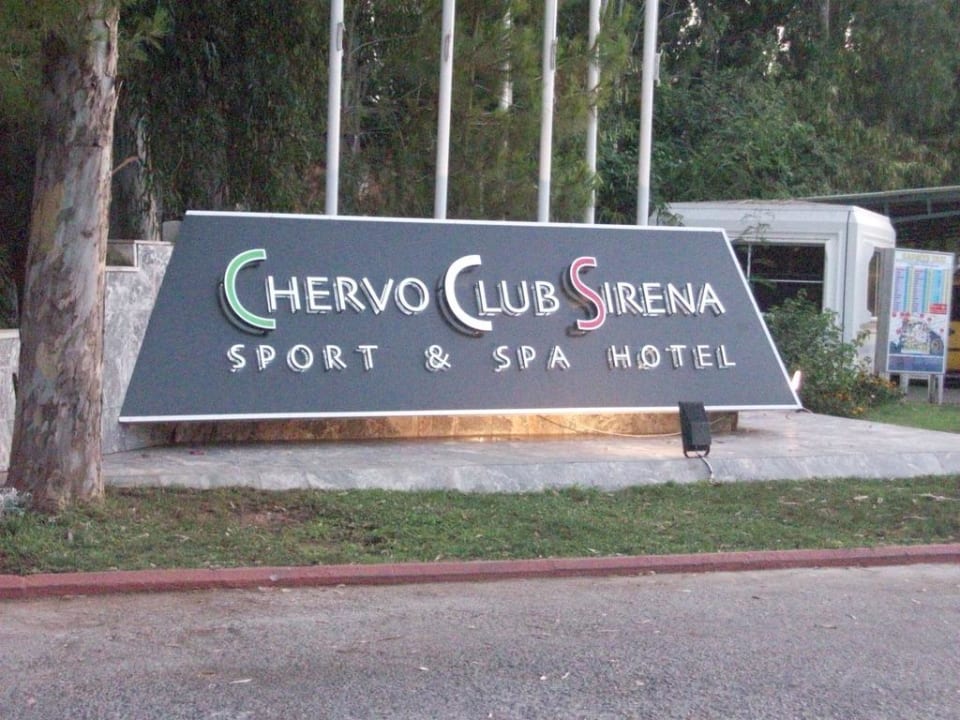 CHERVO CLUB SIRENA
SPORT & SPA HOTEL